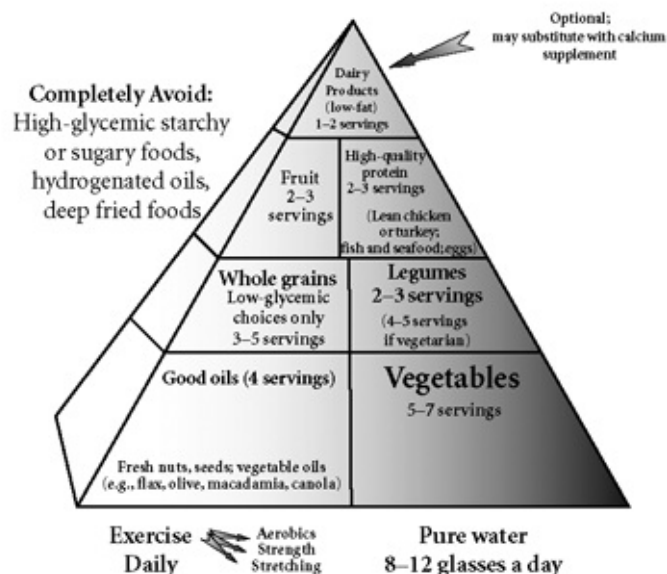 Optional;
may substitute with calcium
supplement
Completely Avoid:
High-glycemic starchy
or sugary foods,
hydrogenated oils,
deep fried foods
Dairy
Products
(low-fat)
1–2 servings
Fruit
2–3
servings
High-quality
protein
2–3 servings
(Lean chicken
or turkey;
fish and seafood; eggs)
Whole grains
Low-glycemic
choices only
3–5 servings
Legumes
2–3 servings
(4–5 servings
if vegetarian)
Good oils (4 servings)
Fresh nuts, seeds; vegetable oils
(e.g., flax, olive, macadamia, canola)
Vegetables
5–7 servings
Exercise
Daily
Aerobics
Strength
Stretching
Pure water
8–12 glasses a day